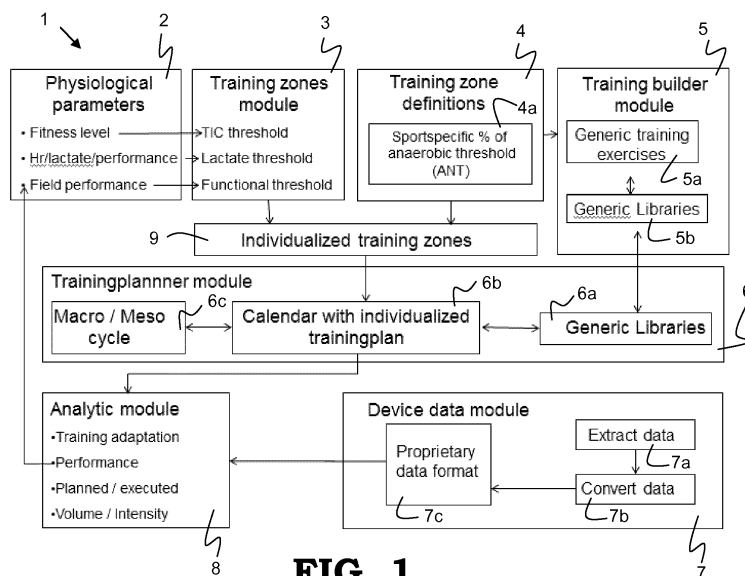 1
2
3
4
5
Physiological
parameters
• Fitness level
• Hr/lactate/performance
• Field performance
Training zones
module
TIC threshold
Lactate threshold
Functional threshold
Training zone
definitions
4a
Sportspecific % of
anaerobic threshold
(ANT)
Training builder
module
Generic training
exercises
5a
Generic Libraries
5b
9
Individualized training zones
Trainingplannner module
6
Macro / Meso
cycle
6c
Calendar with individualized
trainingplan
6b
6a
Generic Libraries
Analytic module
•Training adaptation
•Performance
•Planned / executed
•Volume / Intensity
8
Device data module
Proprietary
data format
7c
Extract data
7a
Convert data
7b
7
FIG. 1